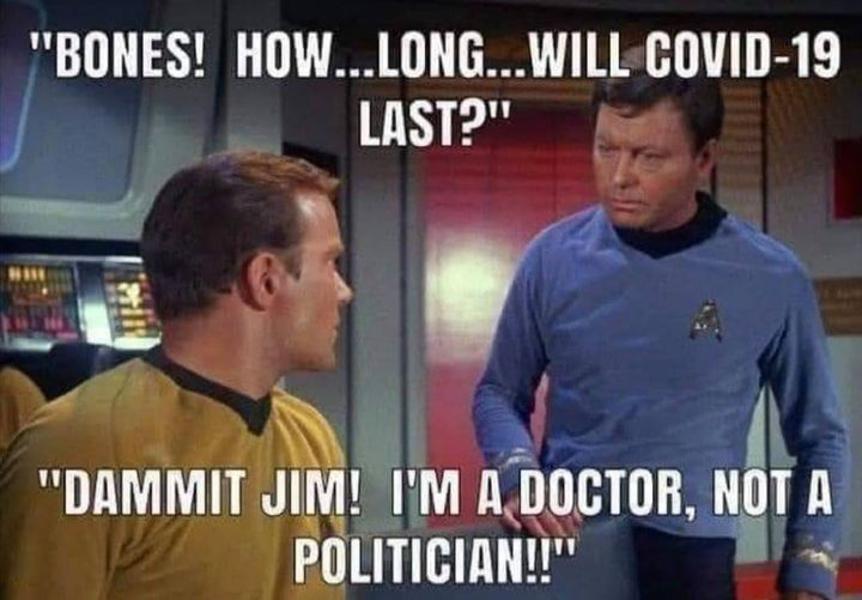 "BONES! HOW...LONG...WILL COVID-19
LAST?"
"DAMMIT JIM! I'M A DOCTOR, NOT A
POLITICIAN!!"